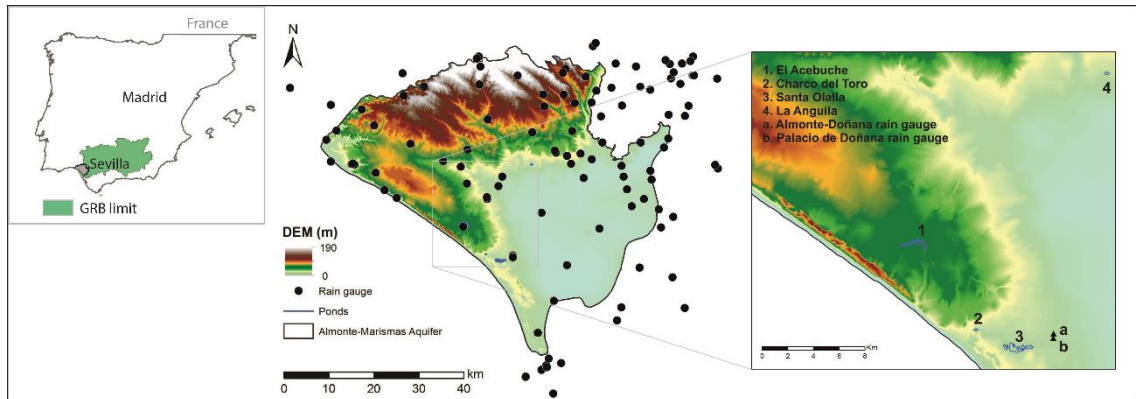 France
Madrid
Sevilla
GRB limit
N
DEM (m)
190
0
Rain gauge
Ponds
Almonte-Marismas Aquifer
km
0 10 20 30 40
1. El Acebuche
2. Charco del Toro
3. Santa Olalla
4. La Anguila
a. Almonte-Doñana rain gauge
b. Palacio de Doñana rain gauge
4
1
2
3
a
b
Km
0 2 4 6 8